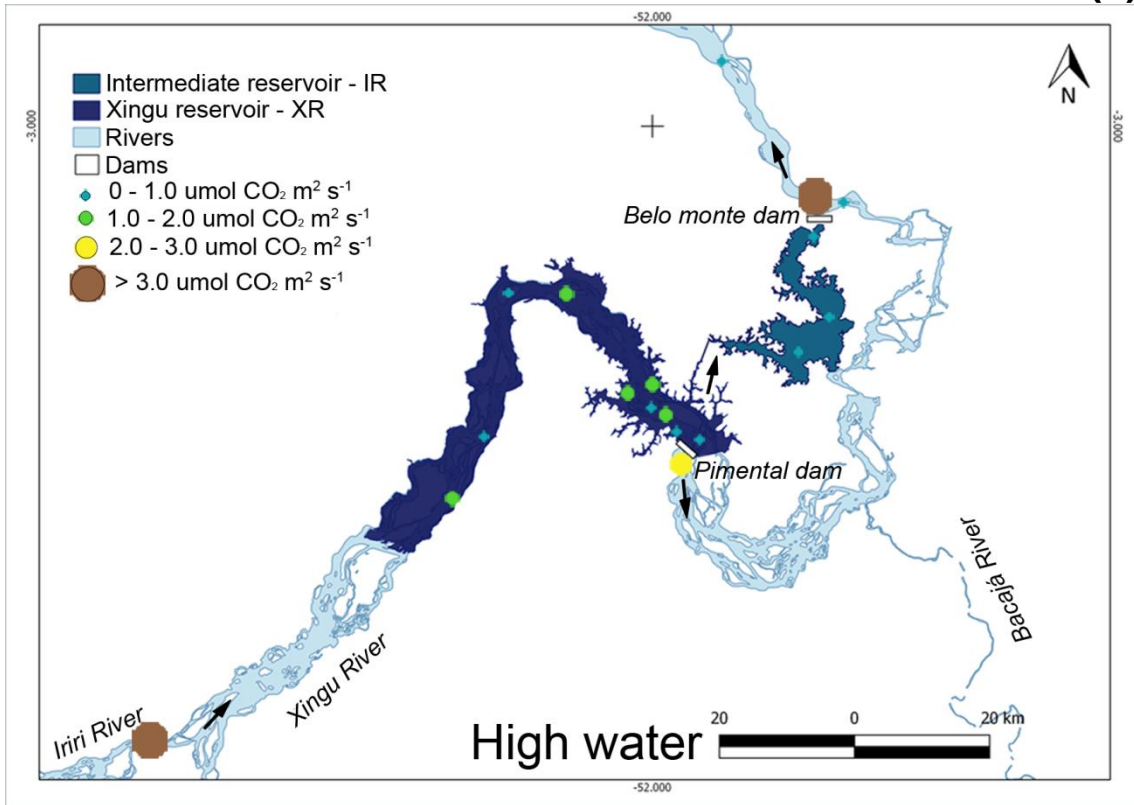 -52.000
-3.000
-3.000
N
Intermediate reservoir - IR
Xingu reservoir - XR
Rivers
Dams
0 - 1.0 umol CO₂ m² s⁻¹
1.0 - 2.0 umol CO₂ m² s⁻¹
2.0 - 3.0 umol CO₂ m² s⁻¹
> 3.0 umol CO₂ m² s⁻¹
Belo monte dam
Pimental dam
Bacajá River
Xingu River
Iriri River
High water
20 0 20 km
-52.000